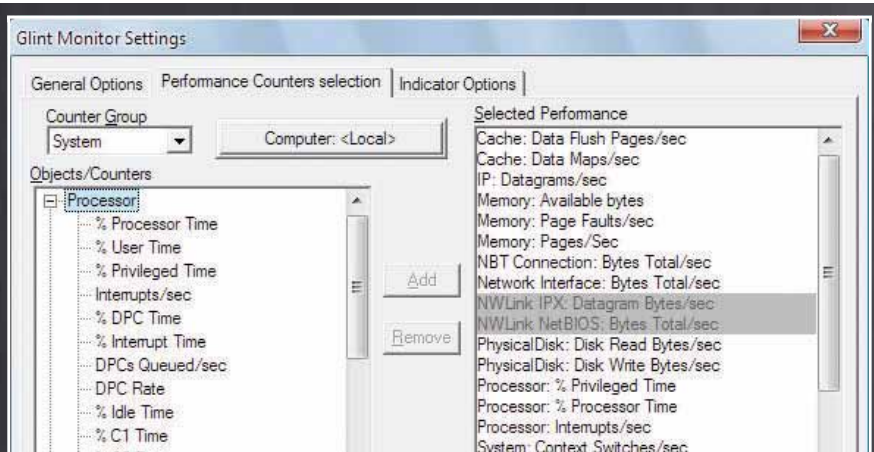 Glint Monitor Settings
General Options
Performance Counters selection
Indicator Options
Counter Group
System
Computer: <Local>
Objects/Counters
Processor
% Processor Time
% User Time
% Privileged Time
Interrupts/sec
% DPC Time
% Interrupt Time
DPCs Queued/sec
DPC Rate
% Idle Time
% C1 Time
Add
Remove
Selected Performance
Cache: Data Flush Pages/sec
Cache: Data Maps/sec
IP: Datagrams/sec
Memory: Available bytes
Memory: Page Faults/sec
Memory: Pages/Sec
NBT Connection: Bytes Total/sec
Network Interface: Bytes Total/sec
NWLink IPX: Datagram Bytes/sec
NWLink NetBIOS: Bytes Total/sec
PhysicalDisk: Disk Read Bytes/sec
PhysicalDisk: Disk Write Bytes/sec
Processor: % Privileged Time
Processor: % Processor Time
Processor: Interrupts/sec
System: Context Switches/sec